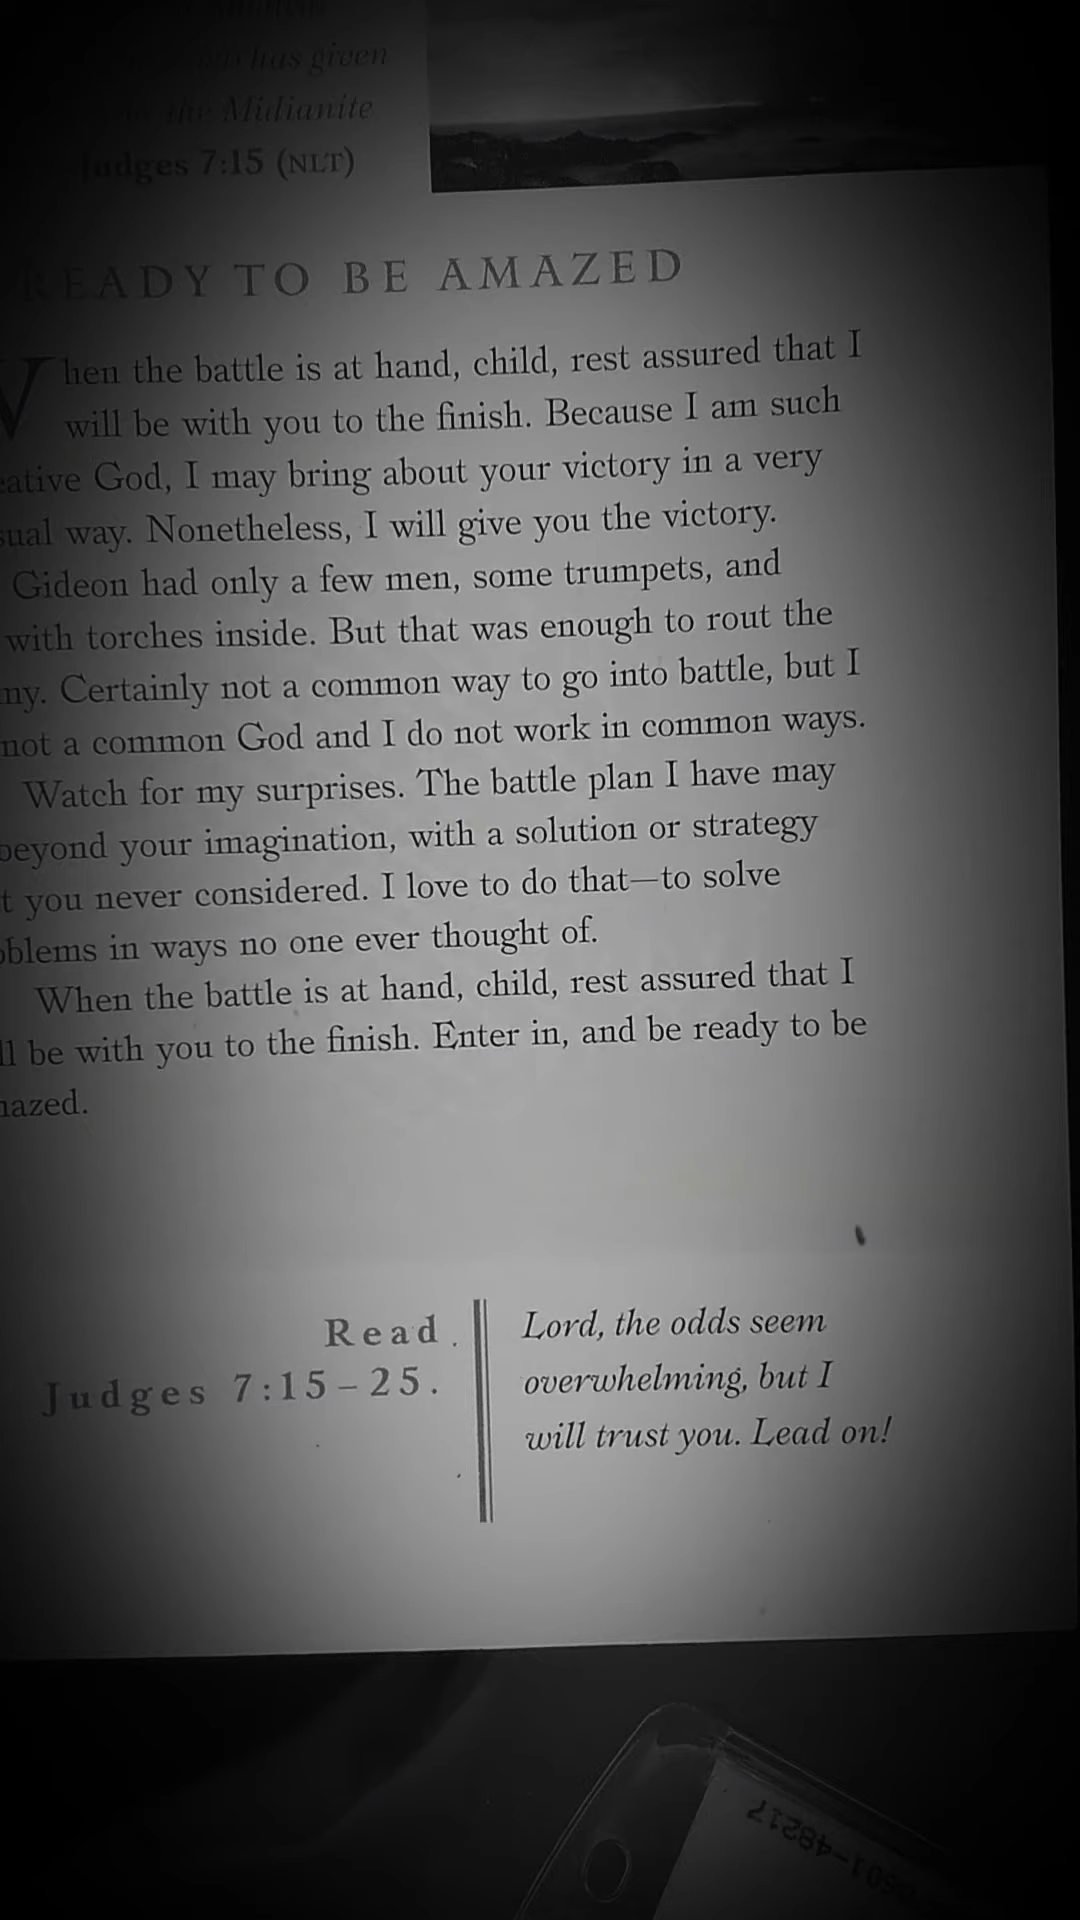 has given
the Midianite
Judges 7:15 (NLT)
READY TO BE AMAZED
When the battle is at hand, child, rest assured that I
will be with you to the finish. Because I am such
eative God, I may bring about your victory in a very
sual way. Nonetheless, I will give you the victory.
Gideon had only a few men, some trumpets, and
with torches inside. But that was enough to rout the
my. Certainly not a common way to go into battle, but I
not a common God and I do not work in common ways.
Watch for my surprises. The battle plan I have may
beyond your imagination, with a solution or strategy
t you never considered. I love to do that—to solve
oblems in ways no one ever thought of.
When the battle is at hand, child, rest assured that I
ll be with you to the finish. Enter in, and be ready to be
mazed.
Read
Judges 7:15–25.
Lord, the odds seem
overwhelming, but I
will trust you. Lead on!